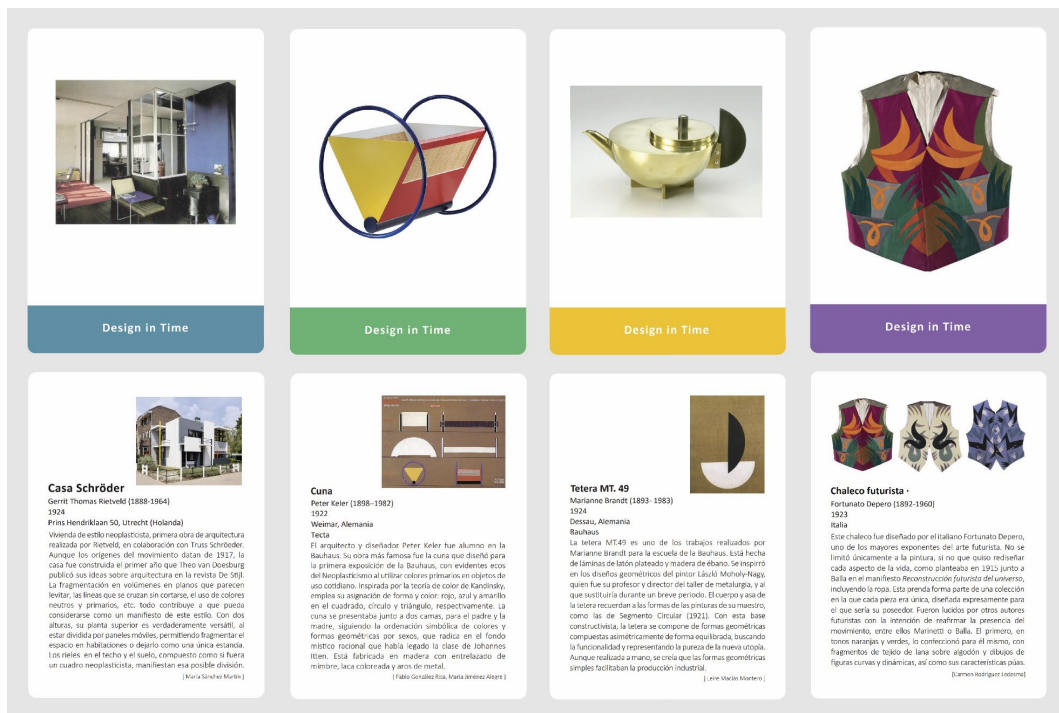 Design in Time
Design in Time
Design in Time
Design in Time
Casa Schröder
Gerrit Thomas Rietveld (1888-1964)
1924
Prins Hendriklaan 50, Utrecht (Holanda)
Vivienda de estilo neoplasticista, primera obra de arquitectura
realizada por Rietveld, en colaboración con Truss Schröeder.
Aunque los orígenes del movimiento datan de 1917, la
casa fue construida el primer año que Theo van Doesburg
publicó sus ideas sobre arquitectura en la revista De Stijl.
La fragmentación en volúmenes en planos que parecen
levitar, las líneas que se cruzan sin cortarse, el uso de colores
neutros y primarios, etc. todo contribuye a que pueda
considerarse como un manifiesto de este estilo. Con dos
alturas, su planta superior es verdaderamente versátil, al
estar dividida por paneles móviles, permitiendo fragmentar el
espacio en habitaciones o dejarlo como una única estancia.
Los rieles en el techo y el suelo, compuesto como si fuera
un cuadro neoplasticista, manifiestan esa posible división.
[ María Sánchez Martín ]
Cuna
Peter Keler (1898–1982)
1922
Weimar, Alemania
Tecta
El arquitecto y diseñador Peter Keler fue alumno en la
Bauhaus. Su obra más famosa fue la cuna que diseñó para
la primera exposición de la Bauhaus, con evidentes ecos
del Neoplasticismo al utilizar colores primarios en objetos de
uso cotidiano. Inspirada por la teoría de color de Kandinsky,
emplea su asignación de forma y color: rojo, azul y amarillo
en el cuadrado, círculo y triángulo, respectivamente. La
cuna se presentaba junto a dos camas, para el padre y la
madre, siguiendo la ordenación simbólica de colores y
formas geométricas por sexos, que radica en el fondo
místico racional que había legado la clase de Johannes
Itten. Está fabricada en madera con entrelazado de
mimbre, laca coloreada y aros de metal.
[ Pablo González Rica, María Jiménez Alegre ]
Tetera MT. 49
Marianne Brandt (1893- 1983)
1924
Dessau, Alemania
Bauhaus
La tetera MT.49 es uno de los trabajos realizados por
Marianne Brandt para la escuela de la Bauhaus. Está hecha
de láminas de latón plateado y madera de ébano. Se inspiró
en los diseños geométricos del pintor László Moholy-Nagy,
quien fue su profesor y director del taller de metalurgia, y al
que sustituiría durante un breve periodo. El cuerpo y asa de
la tetera recuerdan a las formas de las pinturas de su maestro,
como las de Segmento Circular (1921). Con esta base
constructivista, la tetera se compone de formas geométricas
compuestas asimétricamente de forma equilibrada, buscando
la funcionalidad y representando la pureza de la nueva utopía.
Aunque realizada a mano, se creía que las formas geométricas
simples facilitaban la producción industrial.
[ Leire Macías Montero ]
Chaleco futurista ·
Fortunato Depero (1892-1960)
1923
Italia
Este chaleco fue diseñado por el italiano Fortunato Depero,
uno de los mayores exponentes del arte futurista. No se
limitó únicamente a la pintura, si no que quiso rediseñar
cada aspecto de la vida, como planteaba en 1915 junto a
Balla en el manifiesto Reconstrucción futurista del universo,
incluyendo la ropa. Esta prenda forma parte de una colección
en la que cada pieza era única, diseñada expresamente para
el que sería su poseedor. Fueron lucidos por otros autores
futuristas con la intención de reafirmar la presencia del
movimiento, entre ellos Marinetti o Balla. El primero, en
tonos naranjas y verdes, lo confeccionó para él mismo, con
fragmentos de tejido de lana sobre algodón y dibujos de
figuras curvas y dinámicas, así como sus características púas.
[Carmen Rodríguez Ledesma]